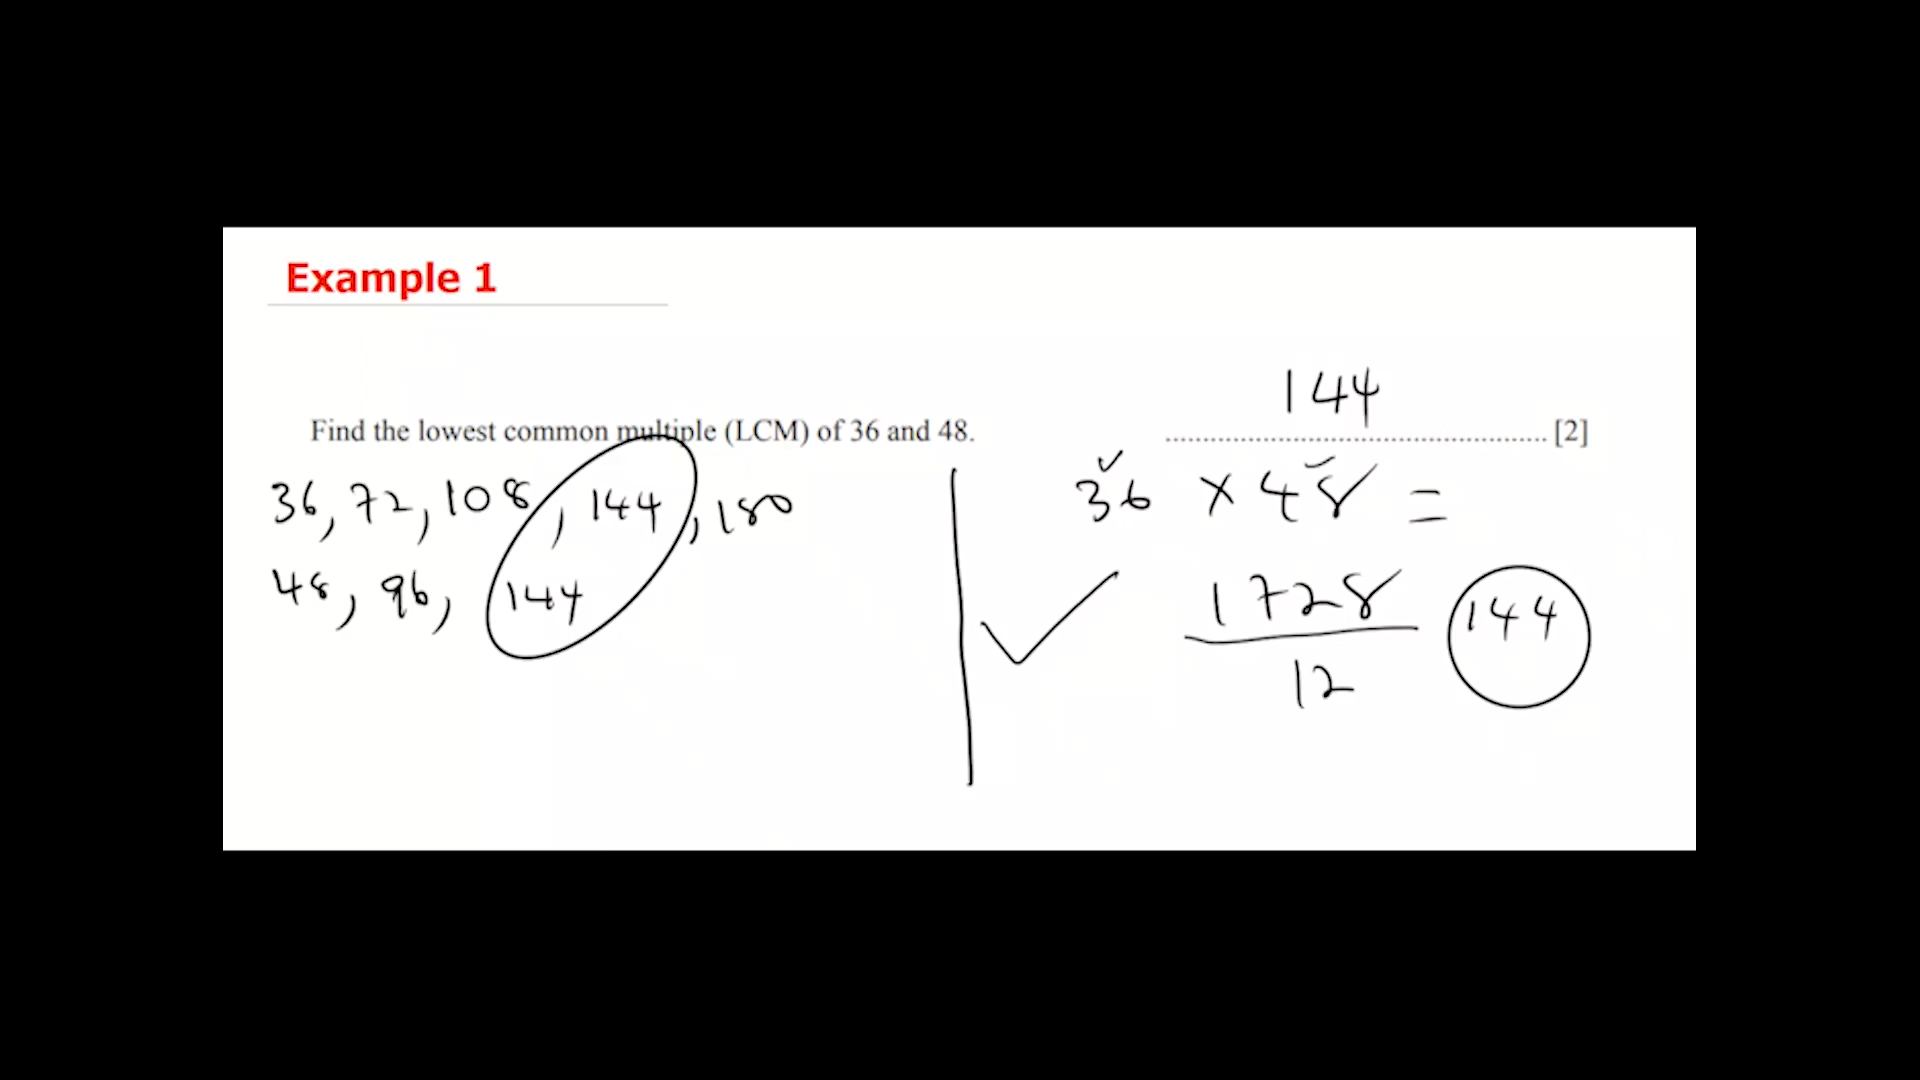 Example 1
144
Find the lowest common multiple (LCM) of 36 and 48. ................................................ [2]
36, 72, 108, 144, 180
48, 96, 144
36 × 48 =
1728
12
144